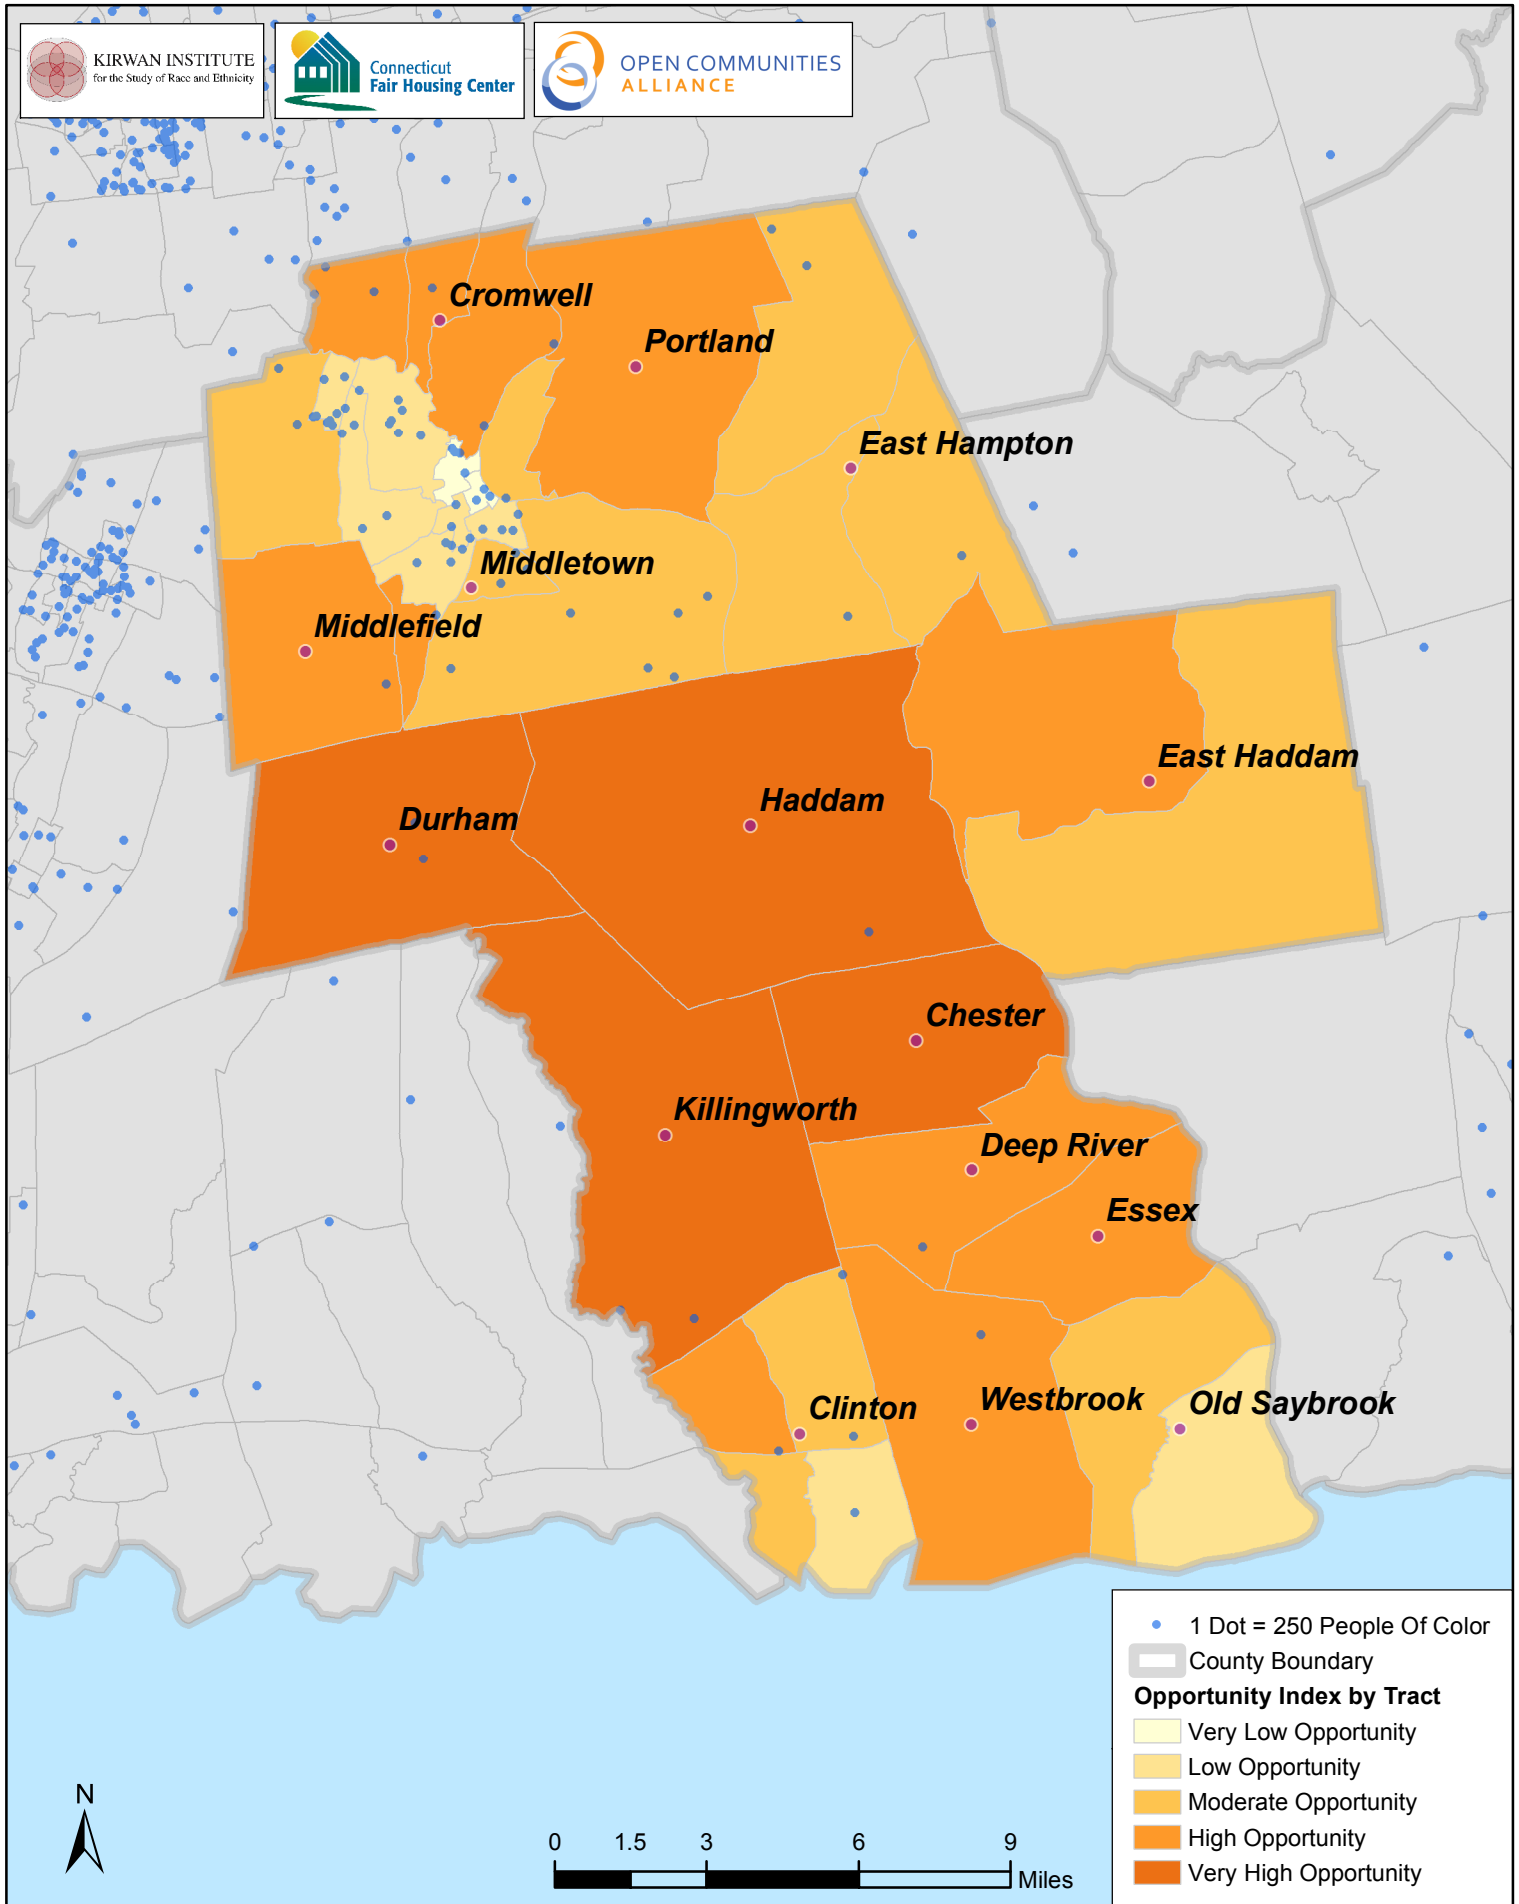 KIRWAN INSTITUTE
for the Study of Race and Ethnicity
Connecticut
Fair Housing Center
OPEN COMMUNITIES
ALLIANCE
Cromwell
Portland
East Hampton
Middletown
Middlefield
East Haddam
Haddam
Durham
Chester
Killingworth
Deep River
Essex
Clinton
Westbrook
Old Saybrook
1 Dot = 250 People Of Color
County Boundary
Opportunity Index by Tract
Very Low Opportunity
Low Opportunity
Moderate Opportunity
High Opportunity
Very High Opportunity
N
0 1.5 3 6 9
Miles